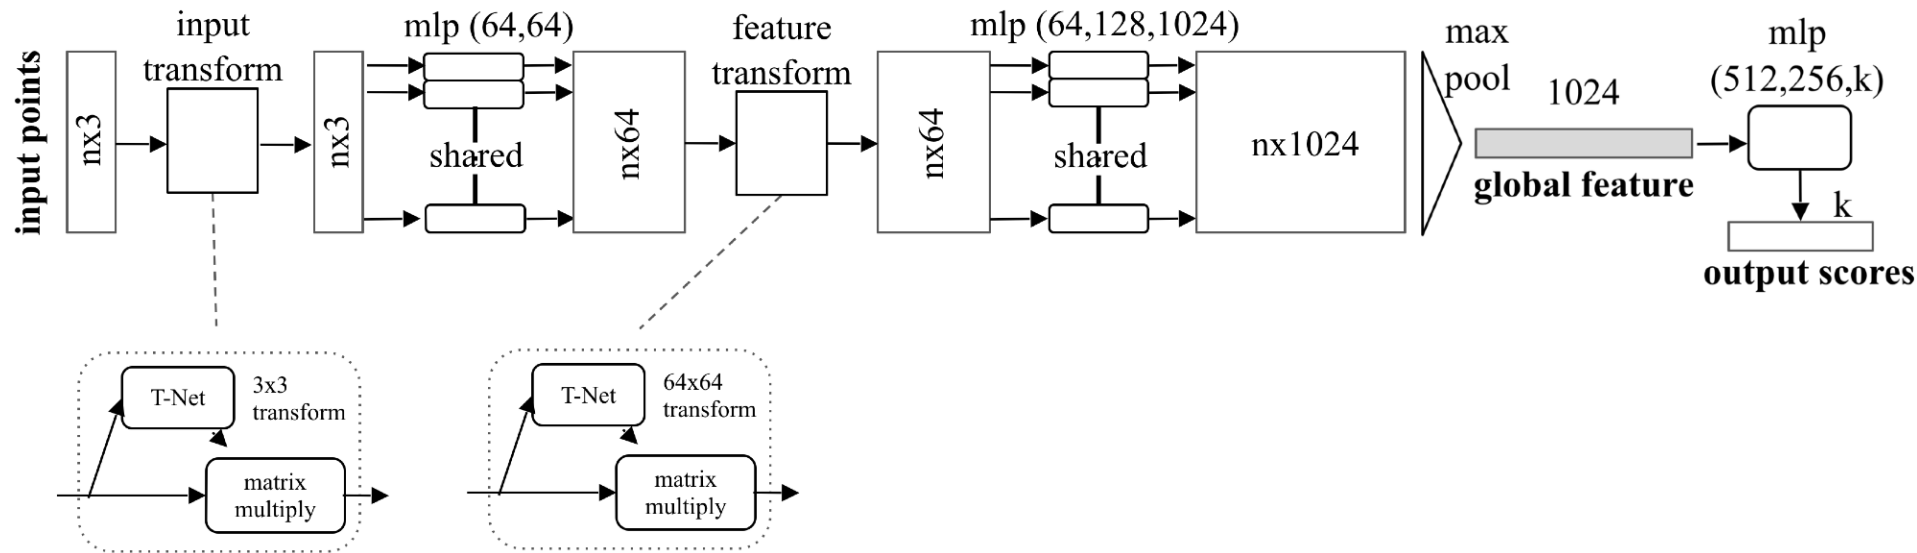 input points
nx3
input
transform
nx3
mlp (64,64)
shared
nx64
feature
transform
nx64
mlp (64,128,1024)
shared
nx1024
max
pool
1024
global feature
mlp
(512,256,k)
k
output scores
T-Net
3x3
transform
matrix
multiply
T-Net
64x64
transform
matrix
multiply